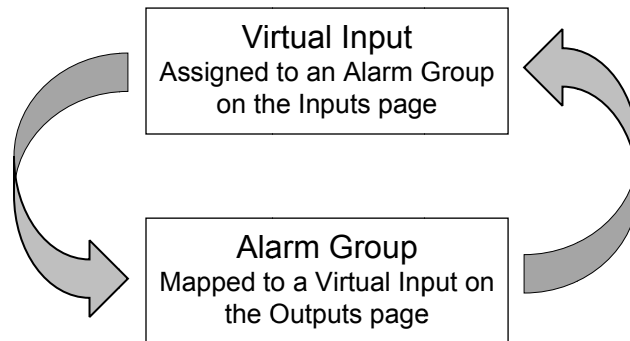 Virtual Input
Assigned to an Alarm Group
on the Inputs page
Alarm Group
Mapped to a Virtual Input on
the Outputs page